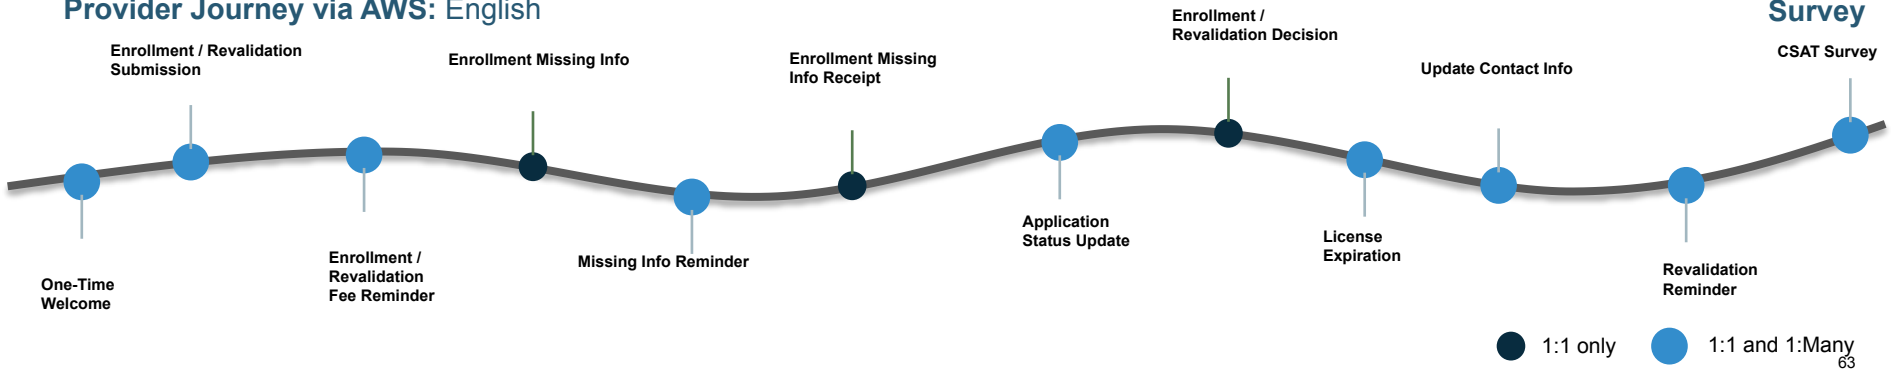 Provider Journey via AWS: English
Survey
Enrollment / Revalidation
Submission
Enrollment Missing Info
Enrollment Missing
Info Receipt
Enrollment /
Revalidation Decision
Update Contact Info
CSAT Survey
One-Time
Welcome
Enrollment /
Revalidation
Fee Reminder
Missing Info Reminder
Application
Status Update
License
Expiration
Revalidation
Reminder
1:1 only
1:1 and 1:Many
63